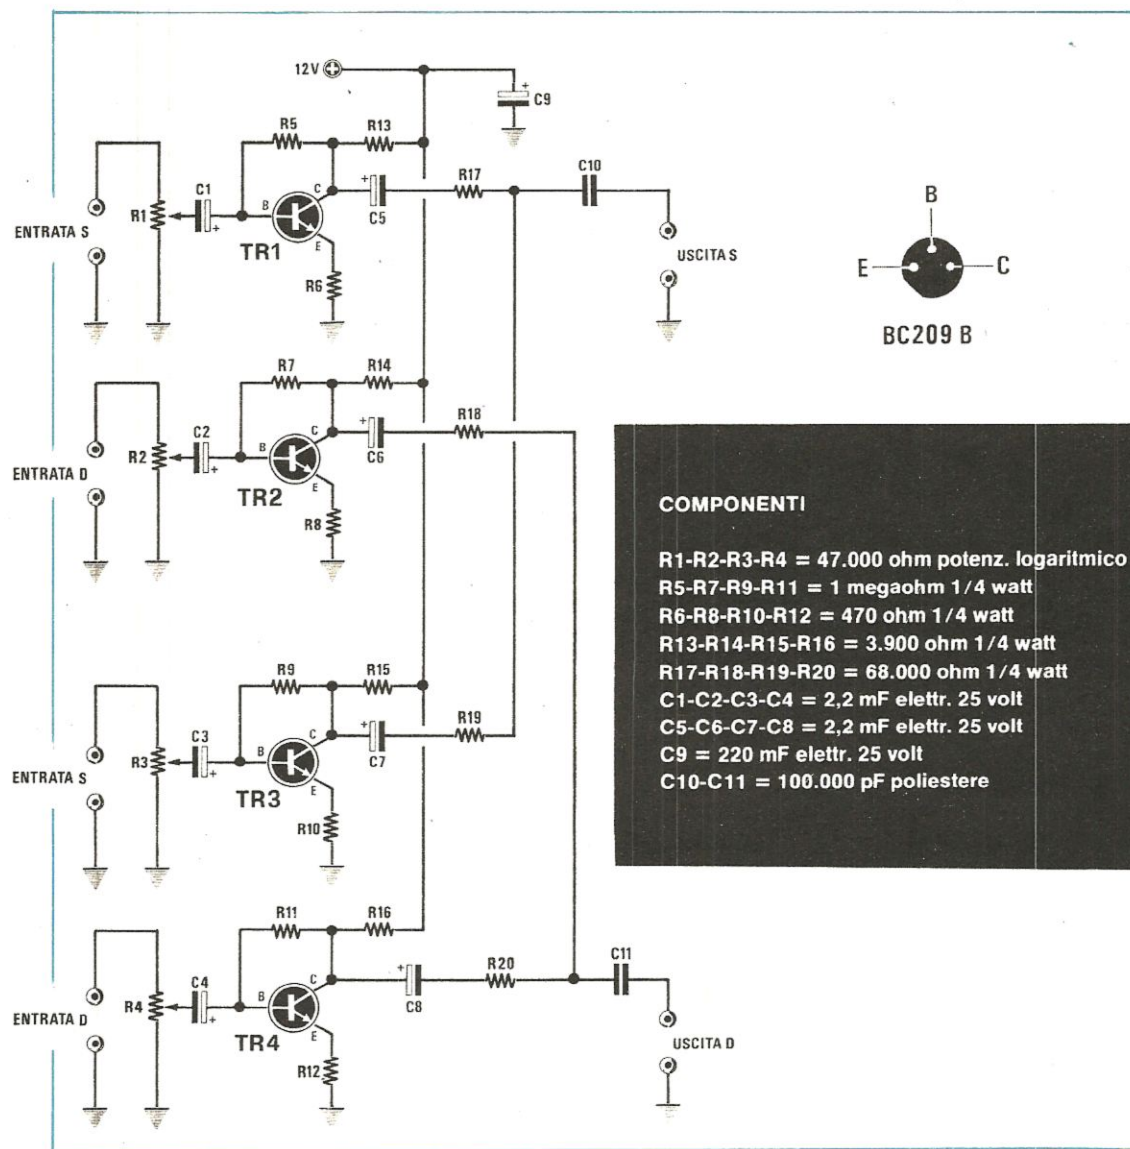 12V
+
C9
R5
R13
C1
R1
+
B
C
E
TR1
+
C5
R17
C10
R6
ENTRATA S
USCITA S
B
E
C
BC209 B
R7
R14
C2
R2
+
B
C
E
TR2
+
C6
R18
R8
ENTRATA D
COMPONENTI
R1-R2-R3-R4 = 47.000 ohm potenz. logaritmico
R5-R7-R9-R11 = 1 megaohm 1/4 watt
R6-R8-R10-R12 = 470 ohm 1/4 watt
R13-R14-R15-R16 = 3.900 ohm 1/4 watt
R17-R18-R19-R20 = 68.000 ohm 1/4 watt
C1-C2-C3-C4 = 2,2 mF elettr. 25 volt
C5-C6-C7-C8 = 2,2 mF elettr. 25 volt
C9 = 220 mF elettr. 25 volt
C10-C11 = 100.000 pF poliestere
R9
R15
C3
R3
+
B
C
E
TR3
+
C7
R19
R10
ENTRATA S
R11
R16
C4
R4
+
B
C
E
TR4
+
C8
R20
C11
R12
ENTRATA D
USCITA D